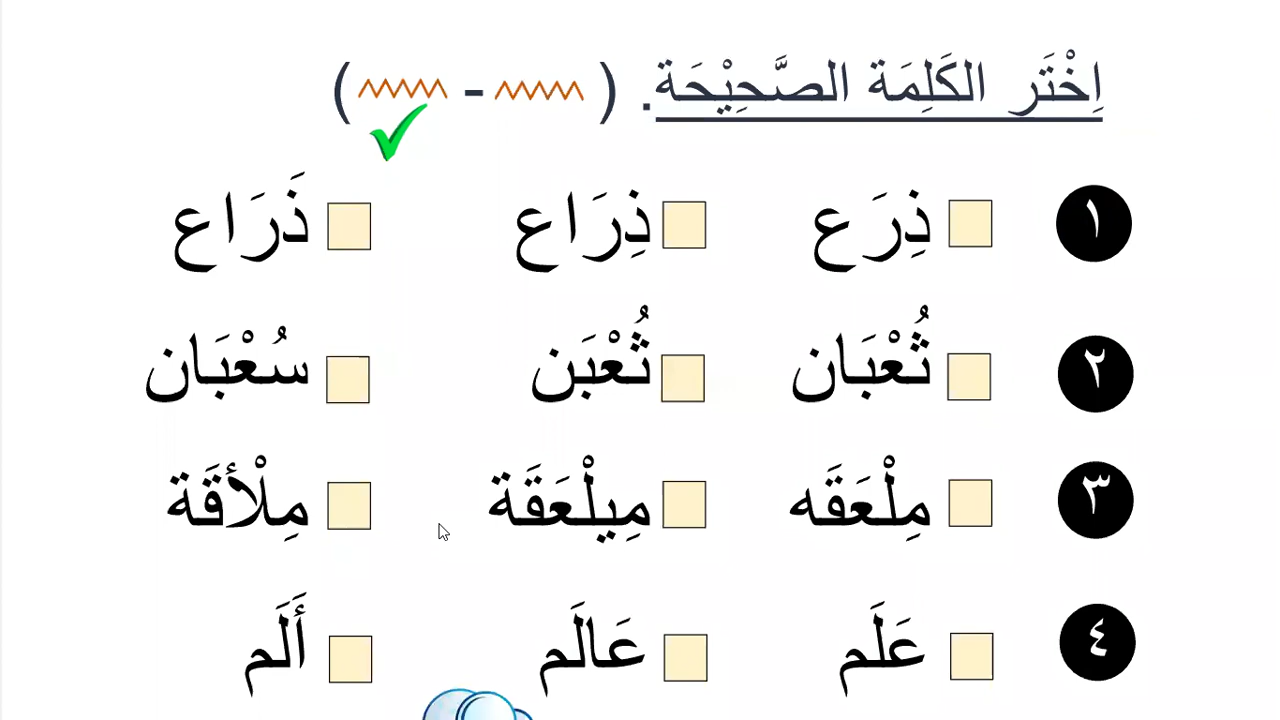 اِخْتَر الكَلِمَة الصَّحِيْحَة. ( - )
١ ذِرَع ذِرَاع ذَرَاع
٢ ثُعْبَان ثُعْبَن سُعْبَان
٣ مِلْعَقَه مِيلْعَقَة مِلْأَقَة
٤ عَلَم عَالَم أَلَم